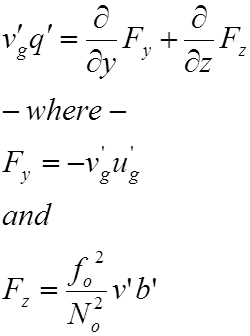 v'_g q' = ∂/∂y F_y + ∂/∂z F_z
– where –
F_y = −v'_g u'_g
and
F_z = f_o^2/N_o^2 v'b'